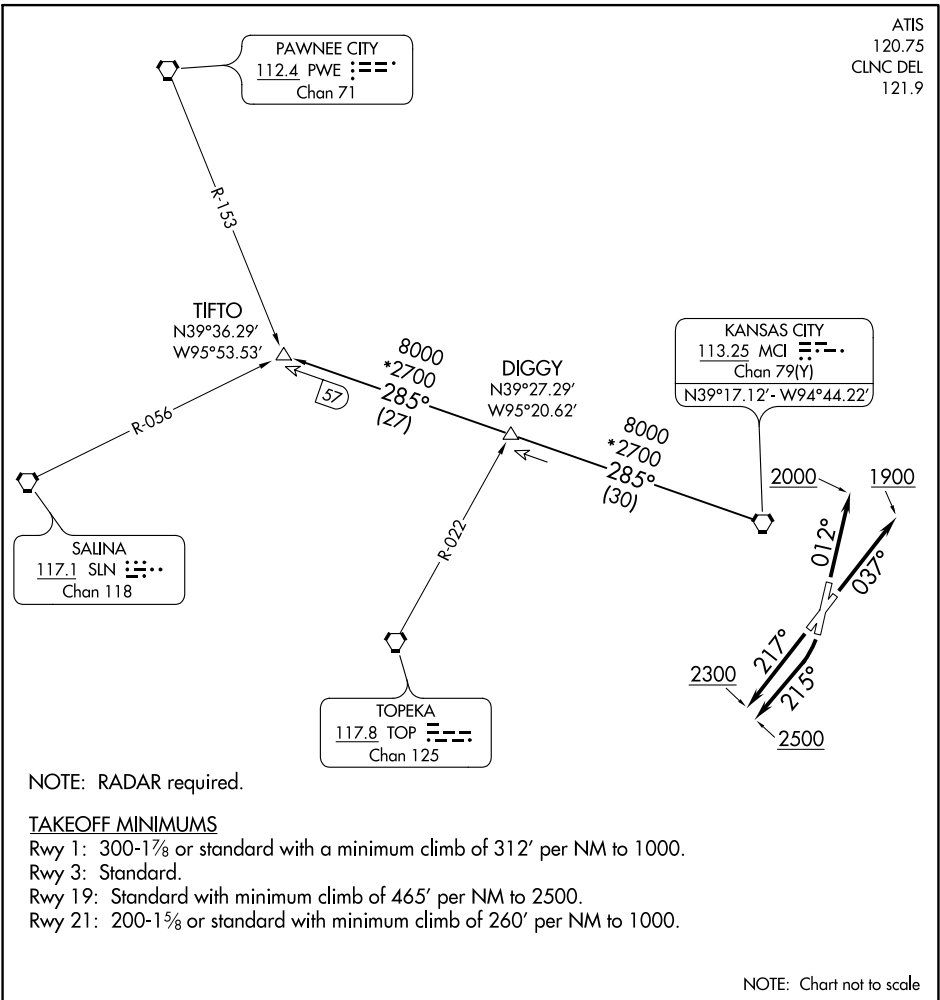 ATIS
120.75
CLNC DEL
121.9
PAWNEE CITY
112.4 PWE
Chan 71
R-153
TIFTO
N39°36.29’
W95°53.53’
8000
*2700
285°
(27)
57
DIGGY
N39°27.29’
W95°20.62’
8000
*2700
285°
(30)
KANSAS CITY
113.25 MCI
Chan 79(Y)
N39°17.12’ - W94°44.22’
R-056
SALINA
117.1 SLN
Chan 118
R-022
TOPEKA
117.8 TOP
Chan 125
2000
1900
012°
037°
217°
215°
2300
2500
NOTE: RADAR required.
TAKEOFF MINIMUMS
Rwy 1: 300-1⅞ or standard with a minimum climb of 312’ per NM to 1000.
Rwy 3: Standard.
Rwy 19: Standard with minimum climb of 465’ per NM to 2500.
Rwy 21: 200-1⅝ or standard with minimum climb of 260’ per NM to 1000.
NOTE: Chart not to scale